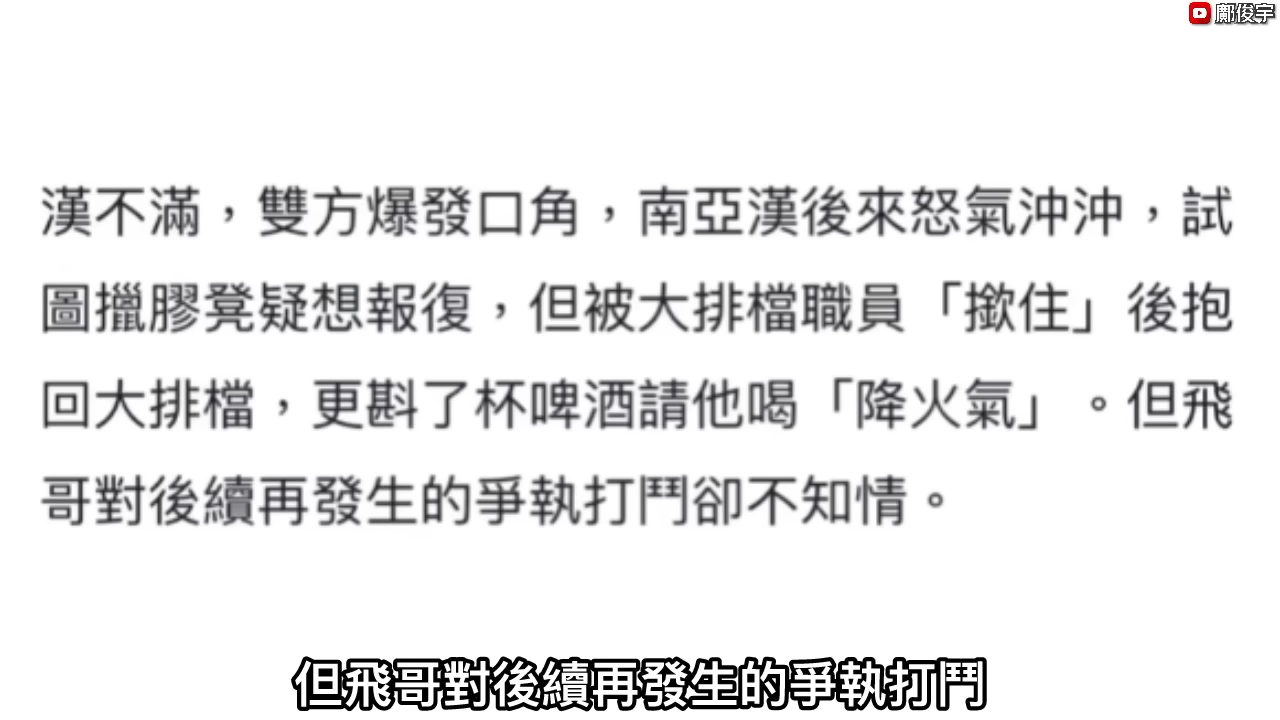 鄺俊宇
漢不滿，雙方爆發口角，南亞漢後來怒氣沖沖，試
圖擸膠凳疑想報復，但被大排檔職員「撳住」後抱
回大排檔，更斟了杯啤酒請他喝「降火氣」。但飛
哥對後續再發生的爭執打鬥卻不知情。
但飛哥對後續再發生的爭執打鬥